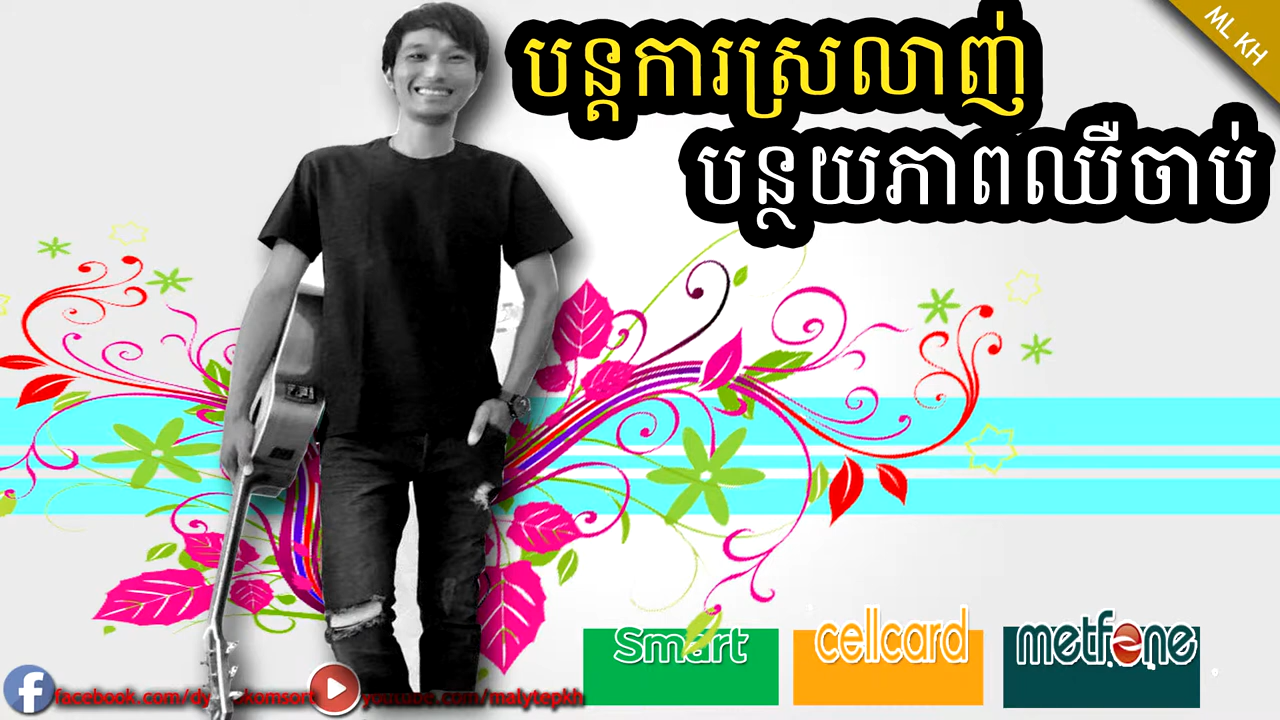 បន្តការស្រលាញ់
បន្ថយភាពឈឺចាប់
ML KH
Smart
cellcard
metfone
youtube.com/malytepkh